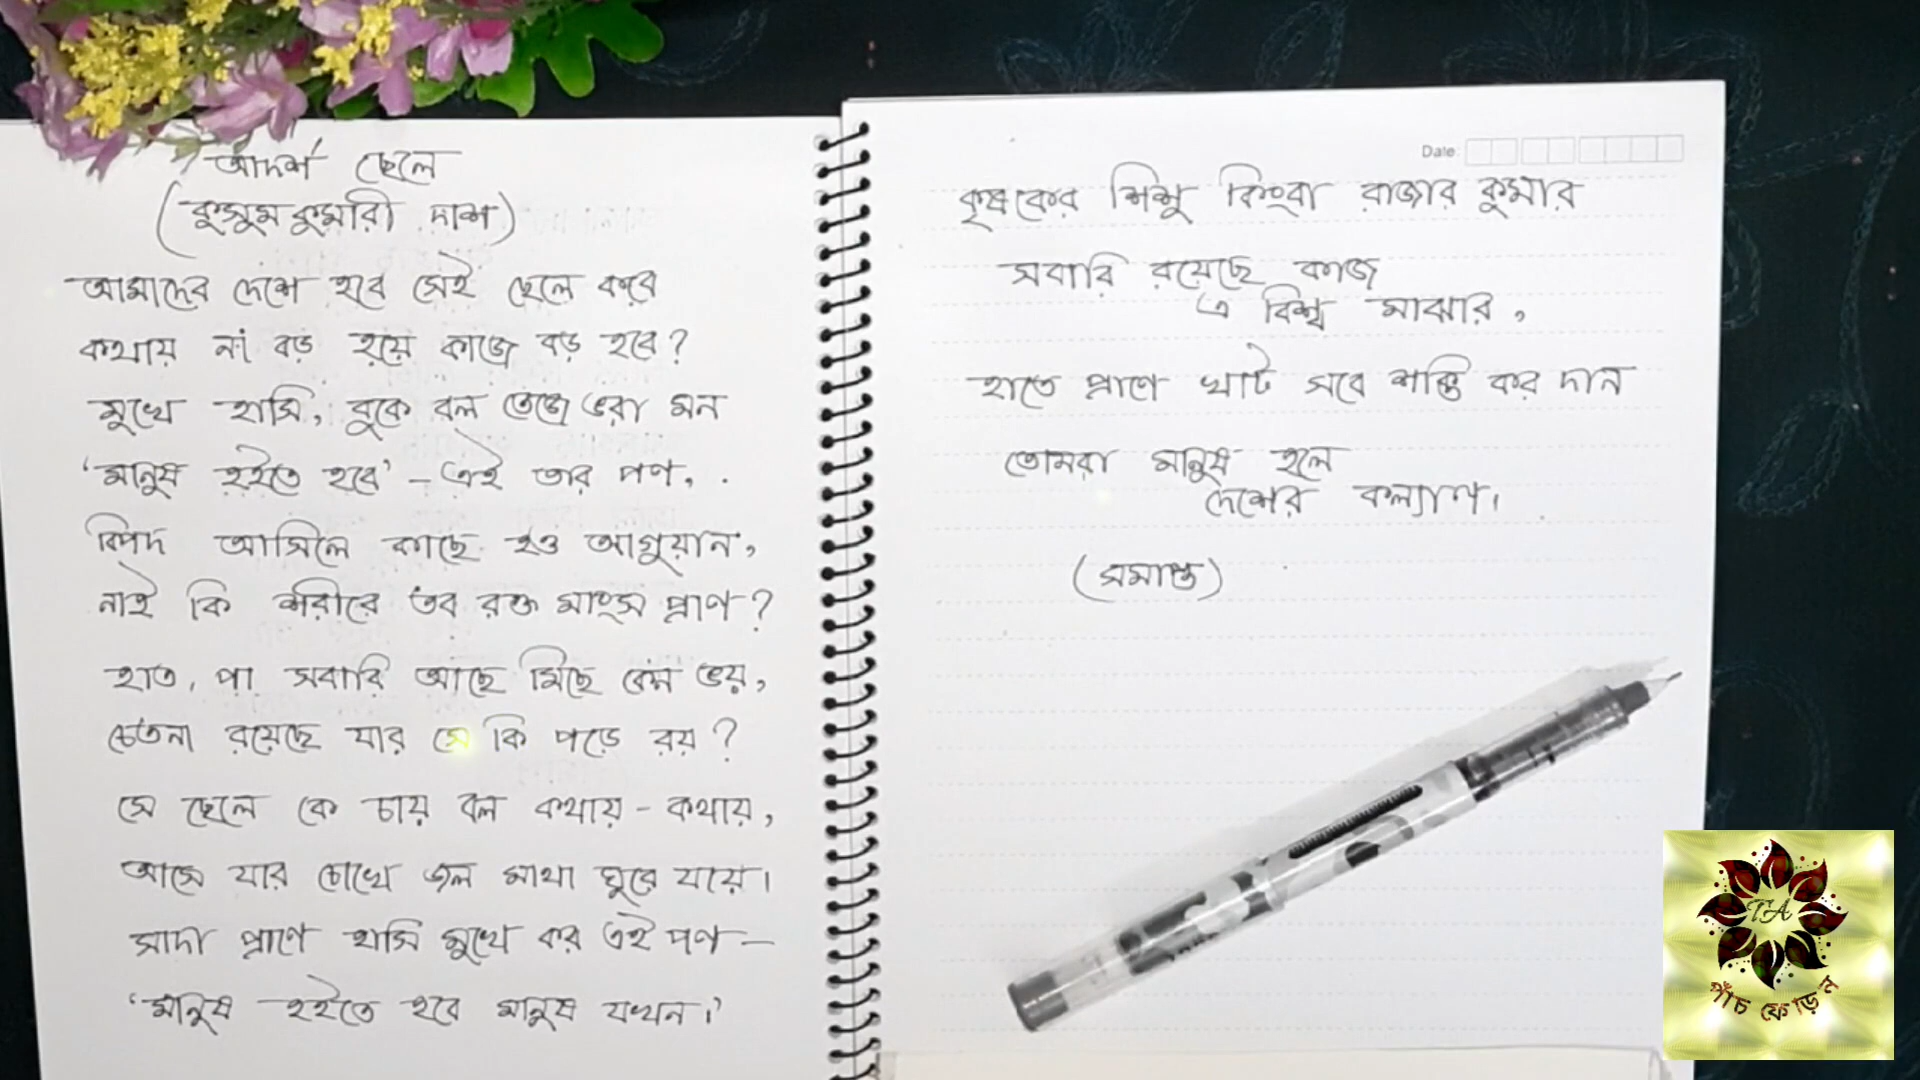 আদর্শ ছেলে
(কুসুমকুমারী দাশ)
আমাদের দেশে হবে সেই ছেলে কবে
কথায় না বড় হয়ে কাজে বড় হবে?
মুখে হাসি, বুকে বল তেজে ভরা মন
‘মানুষ হইতে হবে’ – এই তার পণ,
বিপদ আসিলে কাছে হও আগুয়ান,
নাই কি শরীরে তব রক্ত মাংস প্রাণ?
হাত, পা সবারি আছে মিছে কেন ভয়,
চেতনা রয়েছে যার সে কি পড়ে রয়?
সে ছেলে কে চায় বল কথায় - কথায়,
আসে যার চোখে জল মাথা ঘুরে যায়।
সাদা প্রাণে হাসি মুখে কর এই পণ –
‘মানুষ হইতে হবে মানুষ যখন।’
Date:
কৃষকের শিশু কিংবা রাজার কুমার
সবারি রয়েছে কাজ
এ বিশ্ব মাঝার,
হাতে প্রাণে খাট সবে শক্তি কর দান
তোমরা মানুষ হলে
দেশের কল্যাণ।
(সমাপ্ত)
TA
পাঁচ ফোড়ন